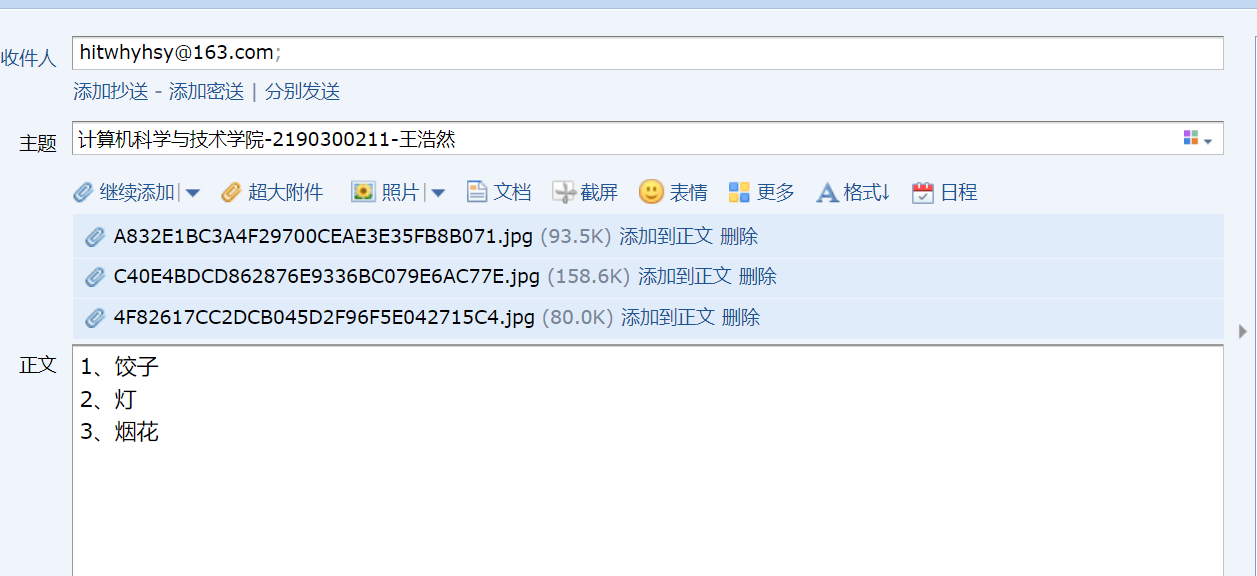 收件人 hitwhyhsy@163.com;
添加抄送 - 添加密送 | 分别发送
主题 计算机科学与技术学院-2190300211-王浩然
继续添加| 超大附件 照片| 文档 截屏 表情 更多 格式↓ 日程
A832E1BC3A4F29700CEAE3E35FB8B071.jpg (93.5K) 添加到正文 删除
C40E4BDCD862876E9336BC079E6AC77E.jpg (158.6K) 添加到正文 删除
4F82617CC2DCB045D2F96F5E042715C4.jpg (80.0K) 添加到正文 删除
正文 1、饺子
2、灯
3、烟花